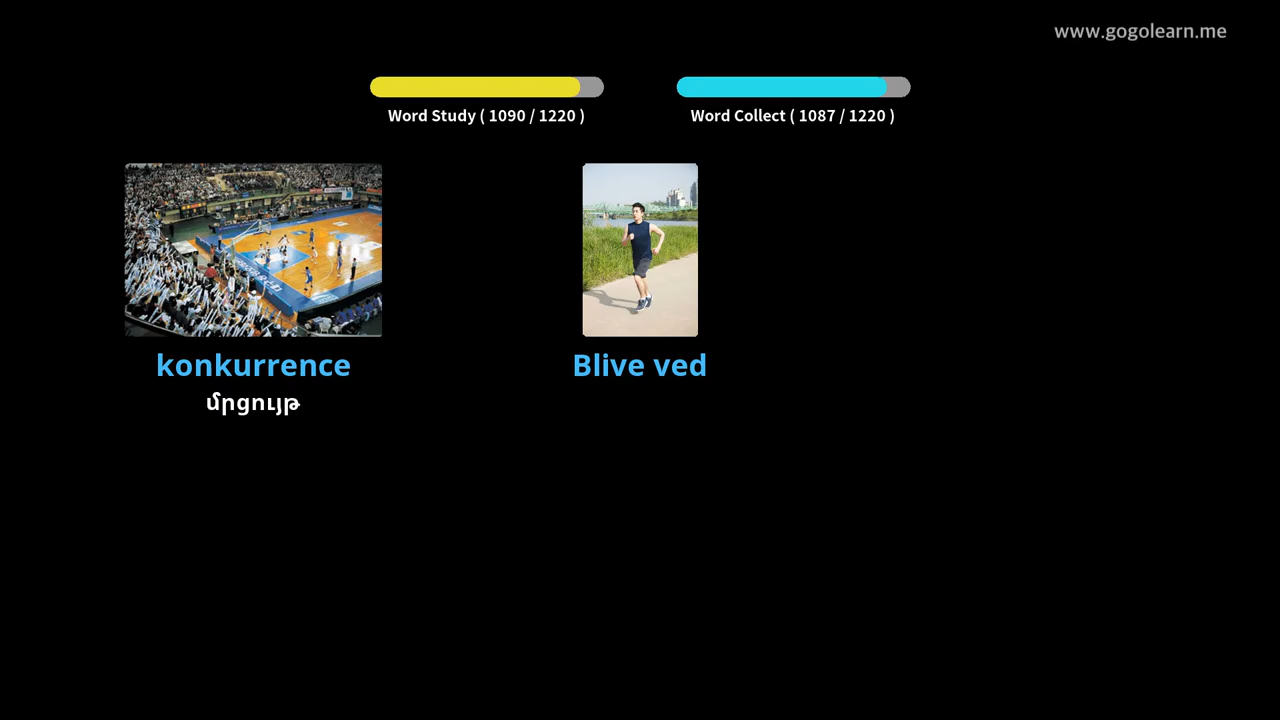 www.gogolearn.me
Word Study ( 1090 / 1220 )
Word Collect ( 1087 / 1220 )
konkurrence
մրցույթ
Blive ved